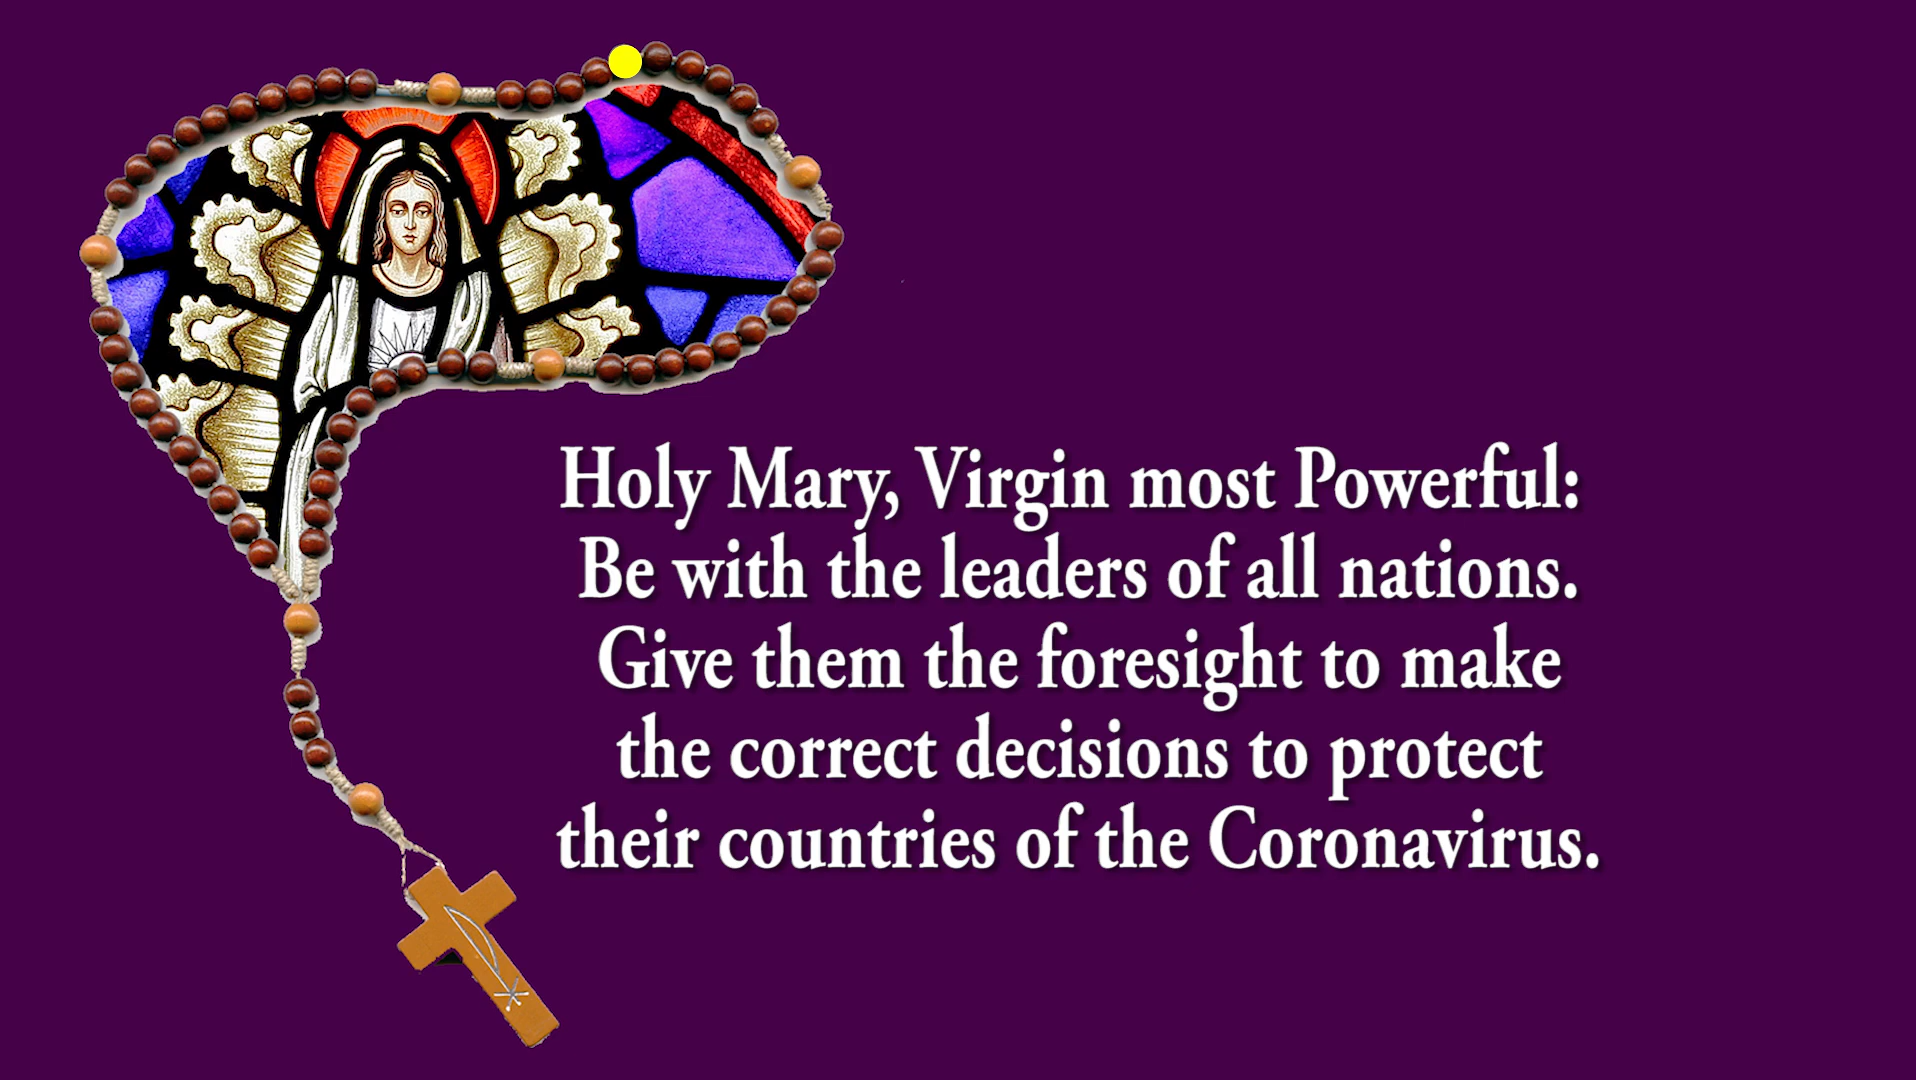 Holy Mary, Virgin most Powerful:
Be with the leaders of all nations.
Give them the foresight to make
the correct decisions to protect
their countries of the Coronavirus.